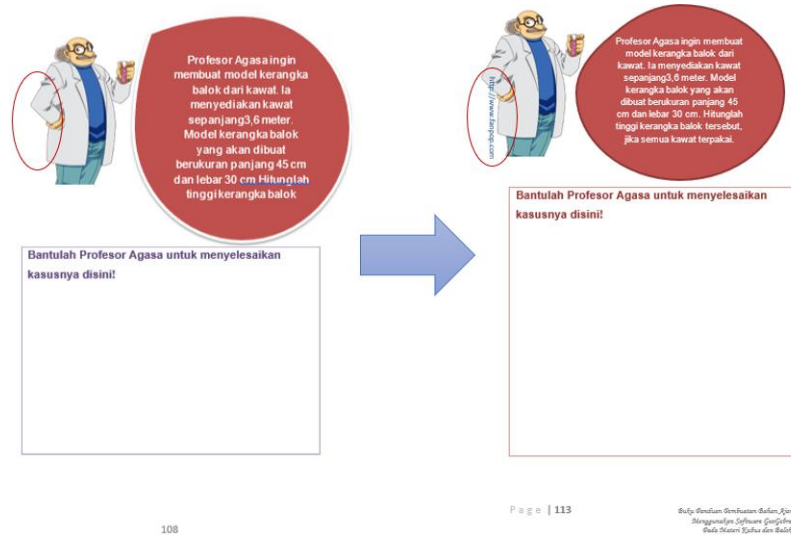 Profesor Agasa ingin
membuat model kerangka
balok dari kawat. Ia
menyediakan kawat
sepanjang3,6 meter.
Model kerangka balok
yang akan dibuat
berukuran panjang 45 cm
dan lebar 30 cm Hitunglah
tinggi kerangka balok
Bantulah Profesor Agasa untuk menyelesaikan
kasusnya disini!
108
Profesor Agasa ingin membuat
model kerangka balok dari
kawat. Ia menyediakan kawat
sepanjang3,6 meter. Model
kerangka balok yang akan
dibuat berukuran panjang 45
cm dan lebar 30 cm. Hitunglah
tinggi kerangka balok tersebut,
jika semua kawat terpakai.
http://www.fanpop.com
Bantulah Profesor Agasa untuk menyelesaikan
kasusnya disini!
Page | 113
Buku Panduan Pembuatan Bahan Ajar
Menggunakan Software GeoGebra
Pada Materi Kubus dan Balok